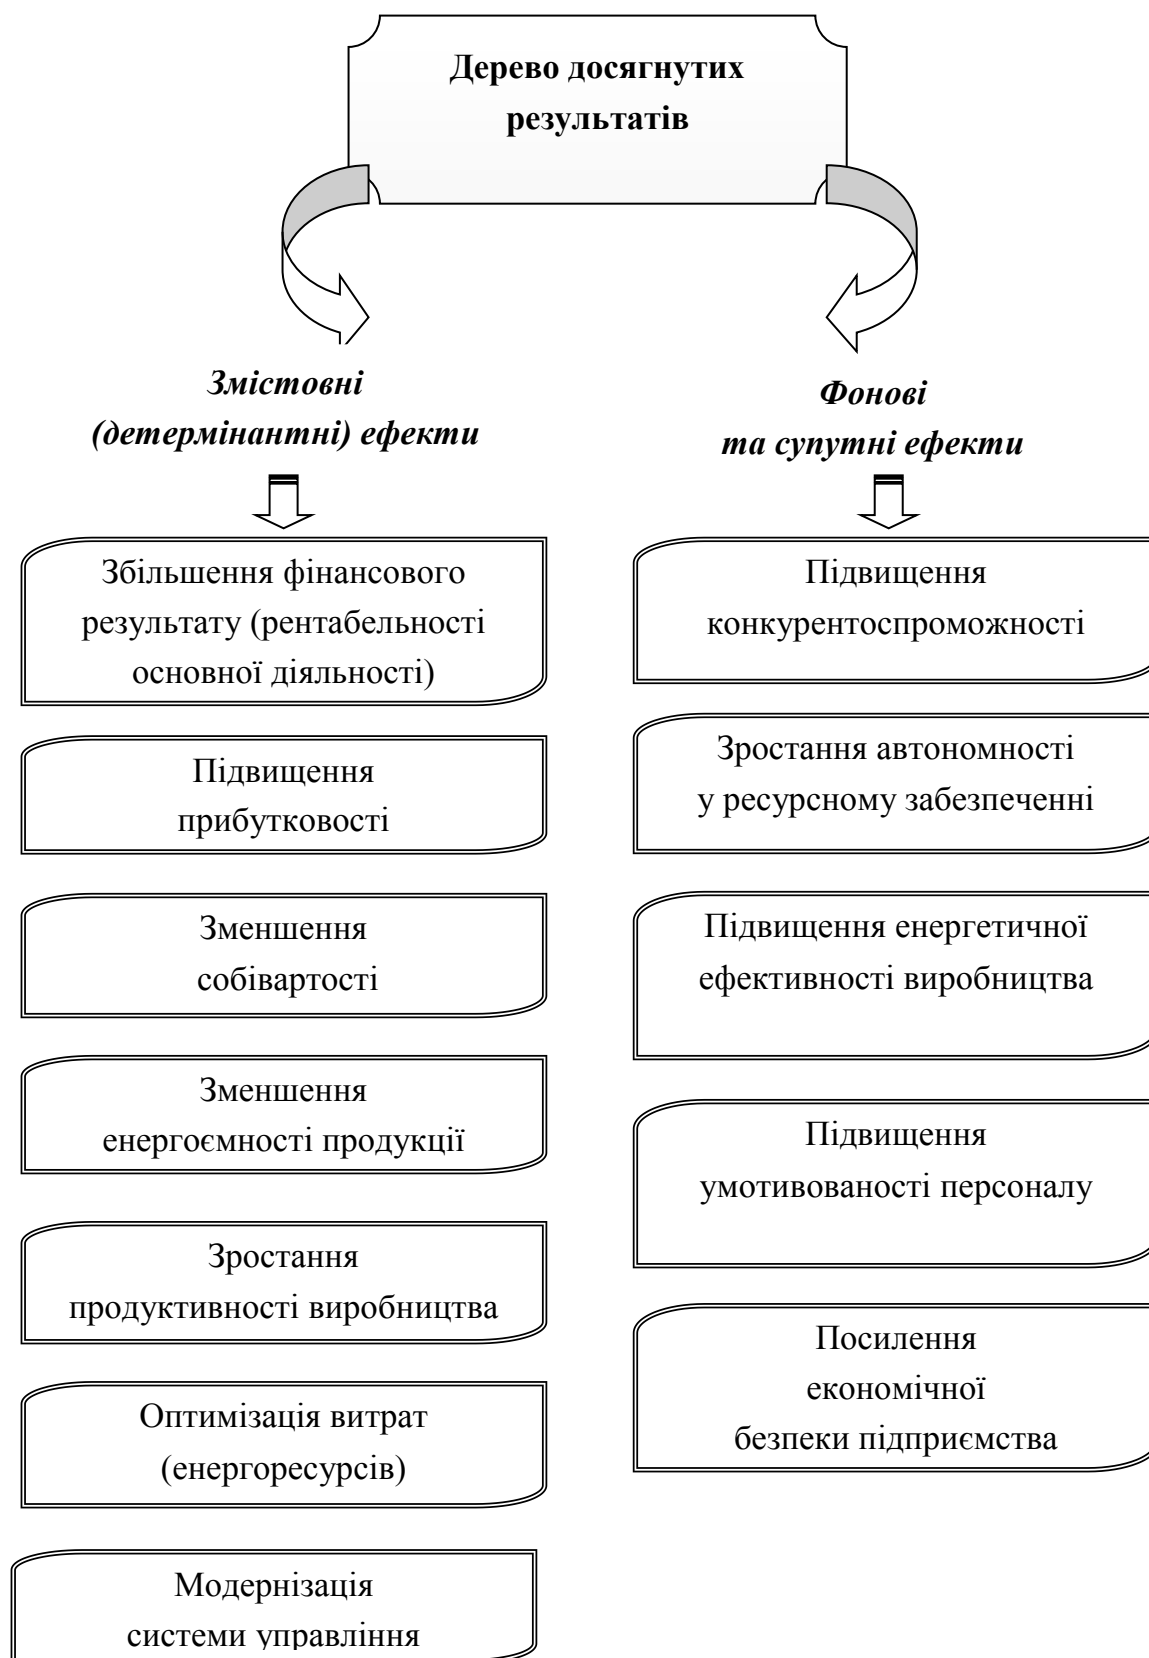 Дерево досягнутих
результатів
Змістовні
(детермінантні) ефекти
Збільшення фінансового
результату (рентабельності
основної діяльності)
Підвищення
прибутковості
Зменшення
собівартості
Зменшення
енергоємності продукції
Зростання
продуктивності виробництва
Оптимізація витрат
(енергоресурсів)
Модернізація
системи управління
Фонові
та супутні ефекти
Підвищення
конкурентоспроможності
Зростання автономності
у ресурсному забезпеченні
Підвищення енергетичної
ефективності виробництва
Підвищення
умотивованості персоналу
Посилення
економічної
безпеки підприємства